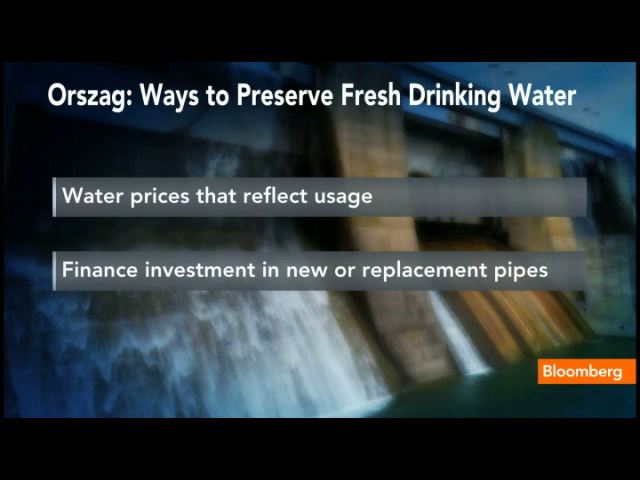 Orszag: Ways to Preserve Fresh Drinking Water
Water prices that reflect usage
Finance investment in new or replacement pipes
Bloomberg